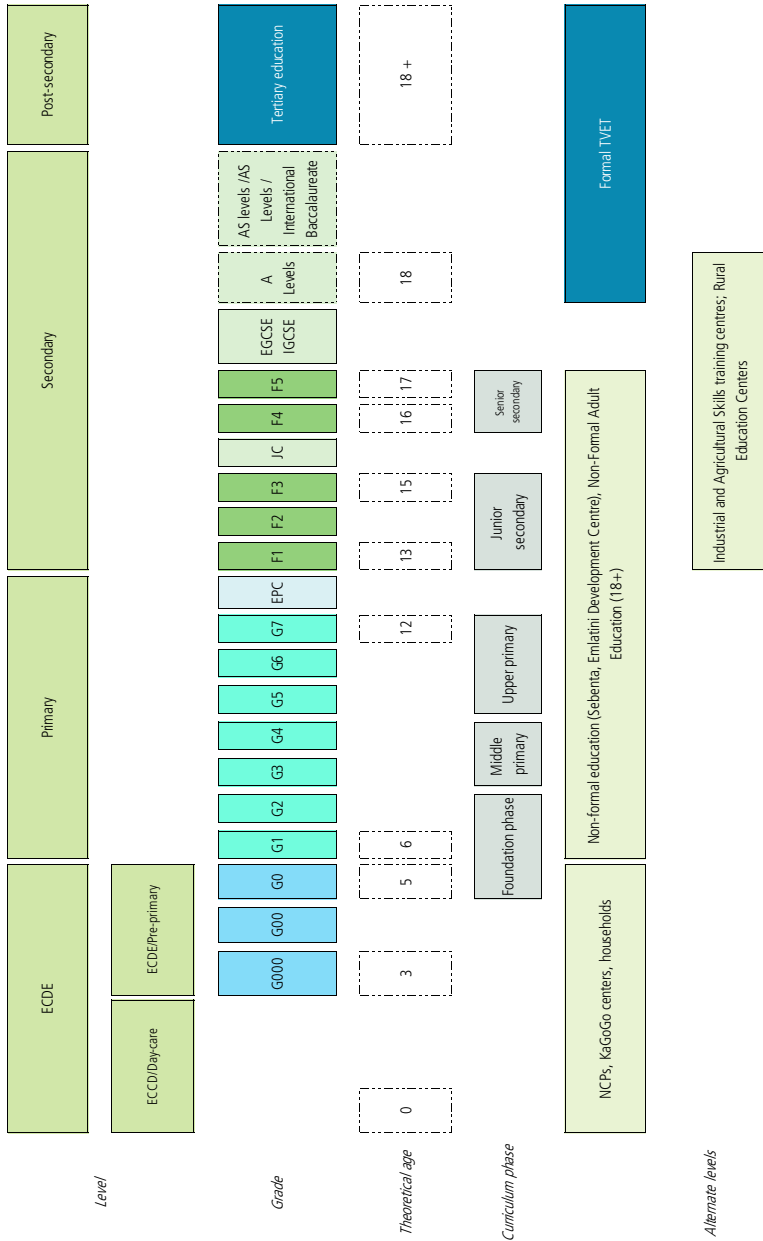 Level
ECDE
Primary
Secondary
Post-secondary
ECCD/Day-care
ECDE/Pre-primary
Grade
G000
G00
G0
G1
G2
G3
G4
G5
G6
G7
EPC
F1
F2
F3
JC
F4
F5
EGCSE
IGCSE
A
Levels
AS levels /AS
Levels /
International
Baccalaureate
Tertiary education
Theoretical age
0
3
5
6
12
13
15
16
17
18
18 +
Curriculum phase
Foundation phase
Middle
primary
Upper primary
Junior
secondary
Senior
secondary
NCPs, KaGoGo centers, households
Non-formal education (Sebenta, Emlatini Development Centre), Non-Formal Adult
Education (18+)
Formal TVET
Alternate levels
Industrial and Agricultural Skills training centres; Rural
Education Centers